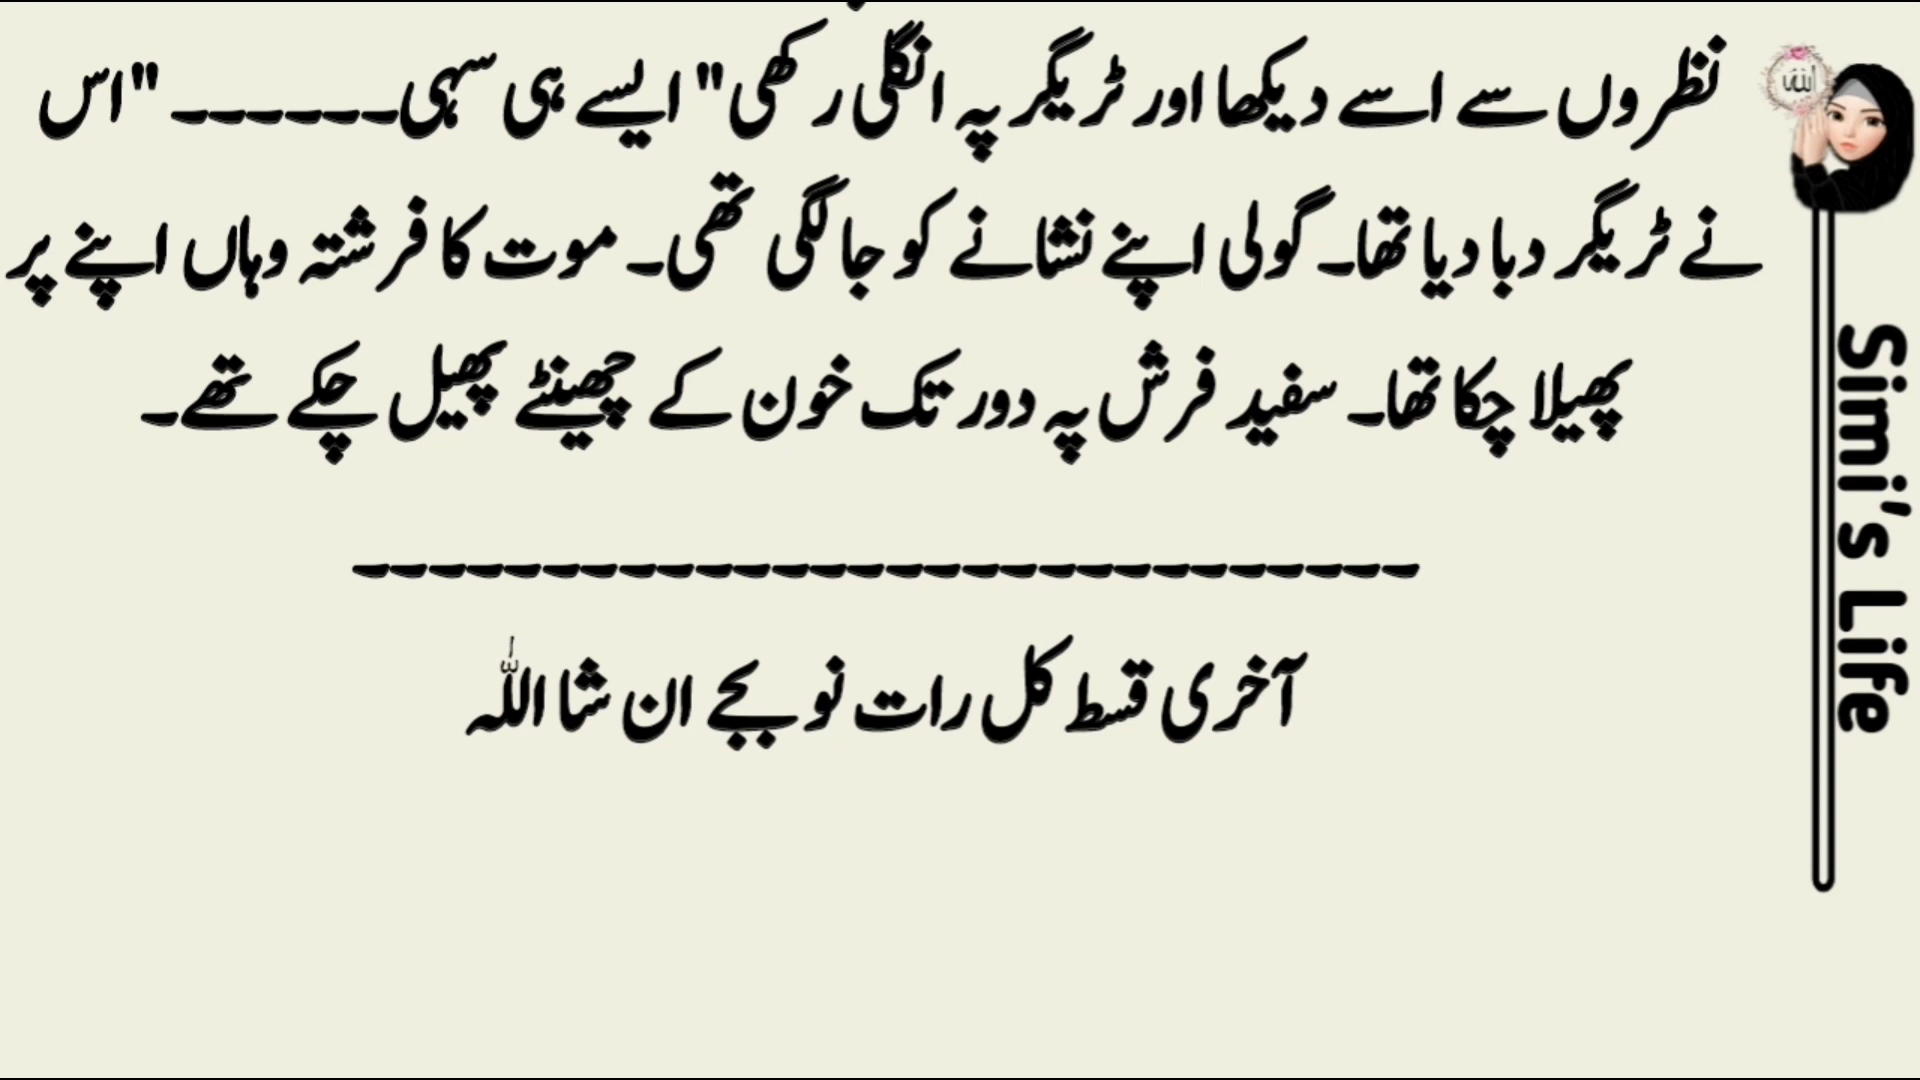 نظروں سے اسے دیکھا اور ٹریگر پہ انگلی رکھی" ایسے ہی سہی۔۔۔۔۔۔ "اس
نے ٹریگر دبا دیا تھا۔ گولی اپنے نشانے کو جا لگی تھی۔ موت کا فرشتہ وہاں اپنے پر
پھیلا چکا تھا۔ سفید فرش پہ دور تک خون کے چھینٹے پھیل چکے تھے۔
۔۔۔۔۔۔۔۔۔۔۔۔۔۔۔۔۔۔۔۔۔۔۔۔۔۔۔۔
آخری قسط کل رات نو بجے ان شا اللہ
الله
Simi's Life